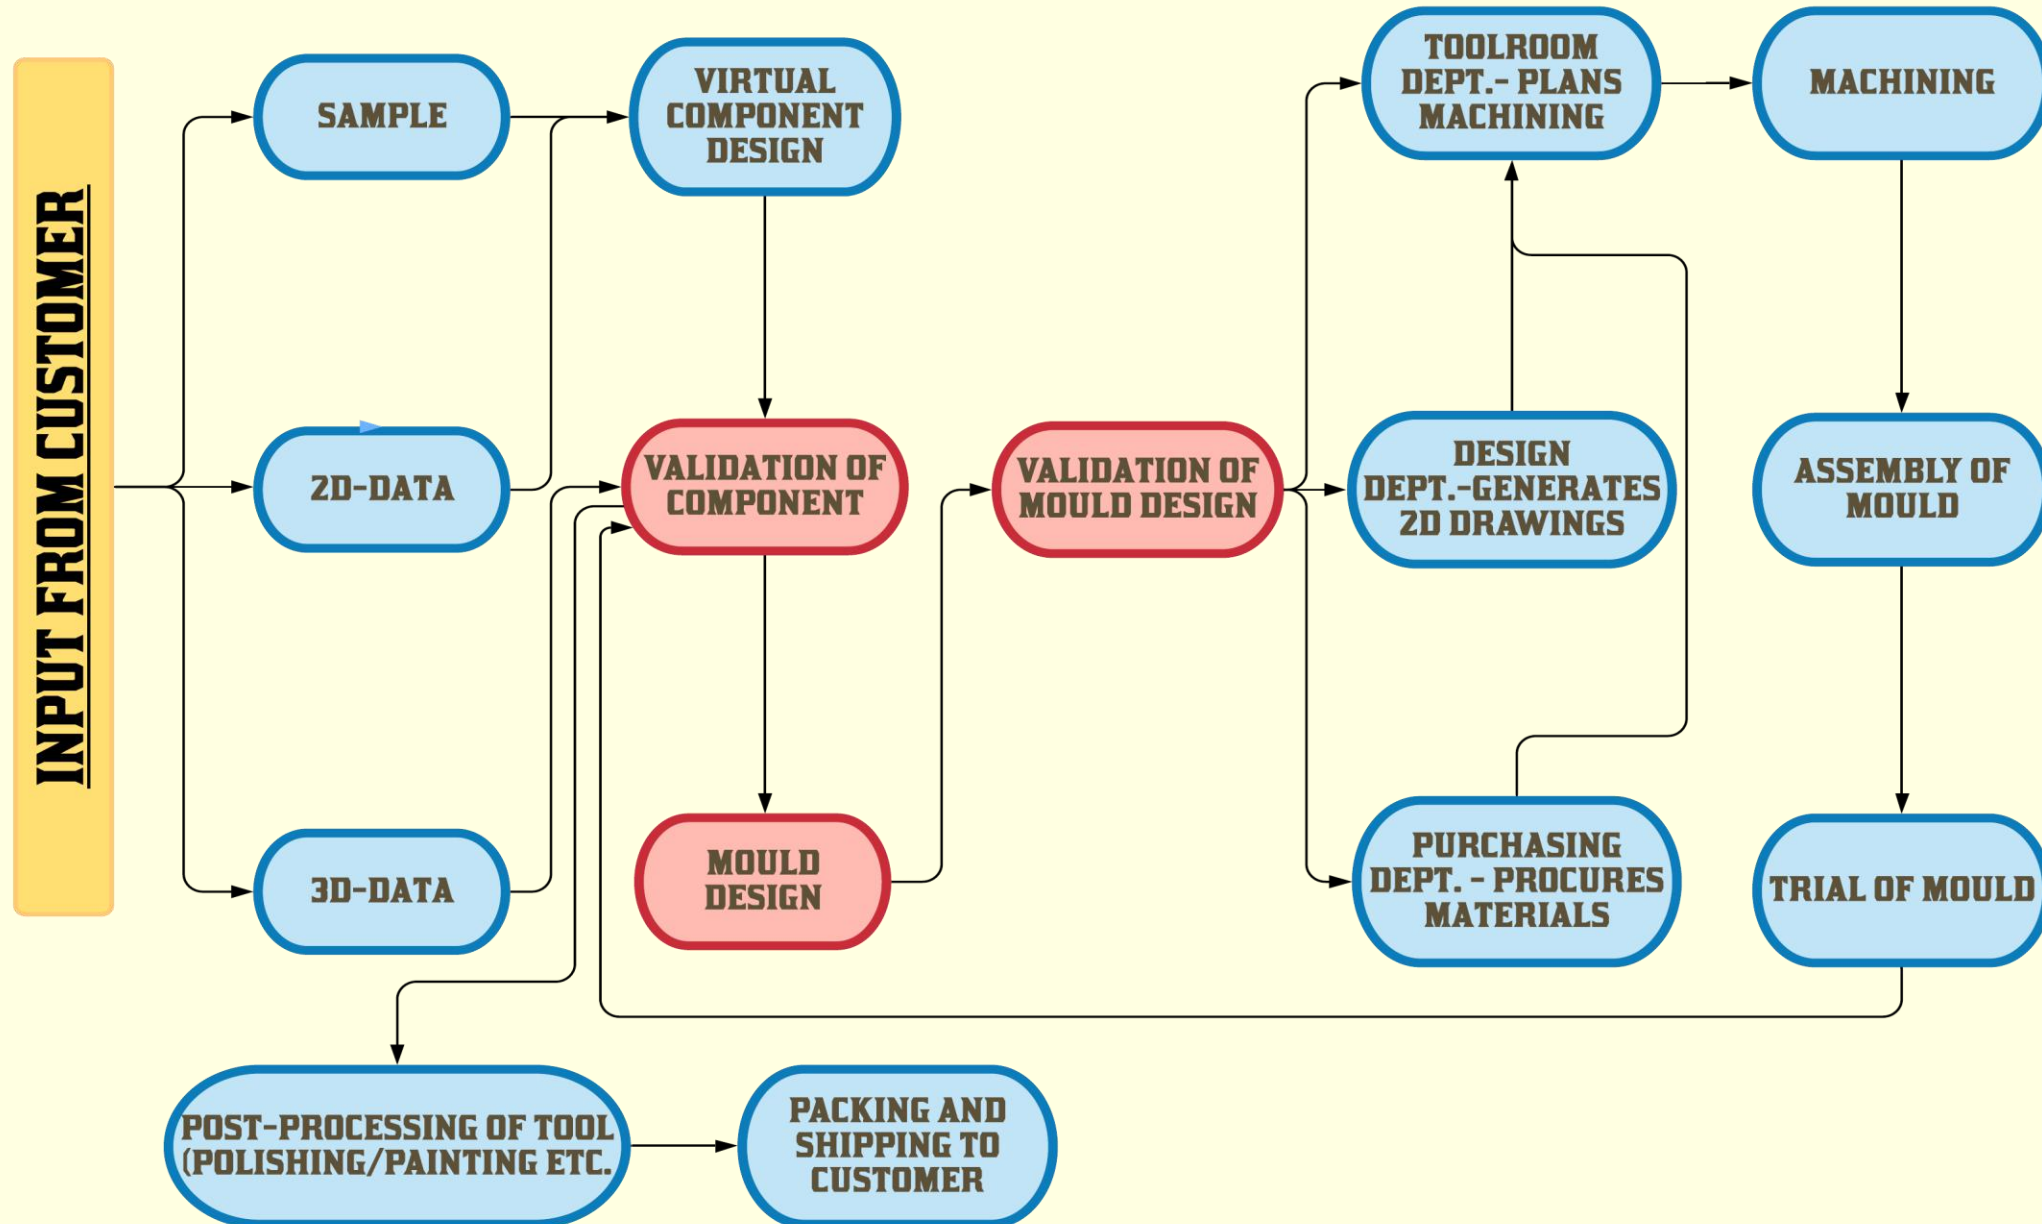 INPUT FROM CUSTOMER
SAMPLE
2D-DATA
3D-DATA
VIRTUAL
COMPONENT
DESIGN
VALIDATION OF
COMPONENT
MOULD
DESIGN
VALIDATION OF
MOULD DESIGN
TOOLROOM
DEPT.- PLANS
MACHINING
DESIGN
DEPT.-GENERATES
2D DRAWINGS
PURCHASING
DEPT. - PROCURES
MATERIALS
MACHINING
ASSEMBLY OF
MOULD
TRIAL OF MOULD
POST-PROCESSING OF TOOL
(POLISHING/PAINTING ETC.
PACKING AND
SHIPPING TO
CUSTOMER